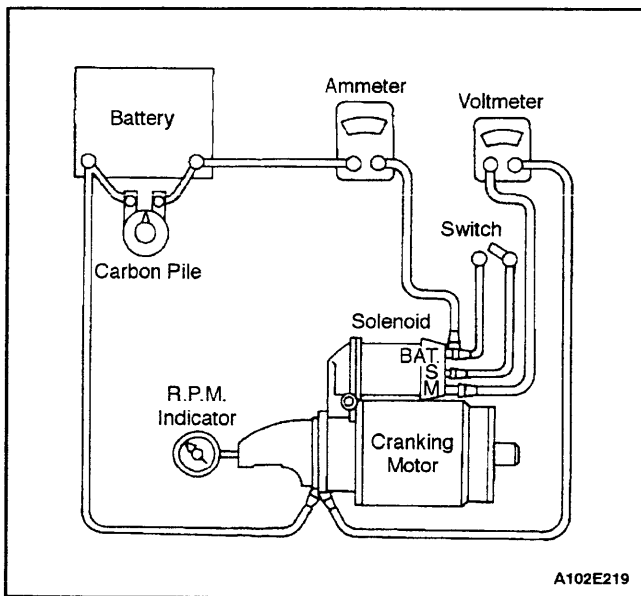 Ammeter
Voltmeter
Battery
Switch
Carbon Pile
Solenoid
BAT.
S
M
R.P.M.
Indicator
Cranking
Motor
A102E219